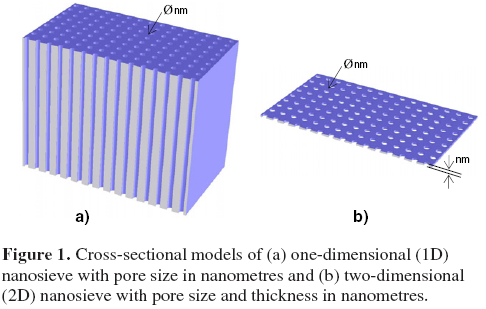 Ønm
Ønm
nm
a)
b)
Figure 1. Cross-sectional models of (a) one-dimensional (1D)
nanosieve with pore size in nanometres and (b) two-dimensional
(2D) nanosieve with pore size and thickness in nanometres.